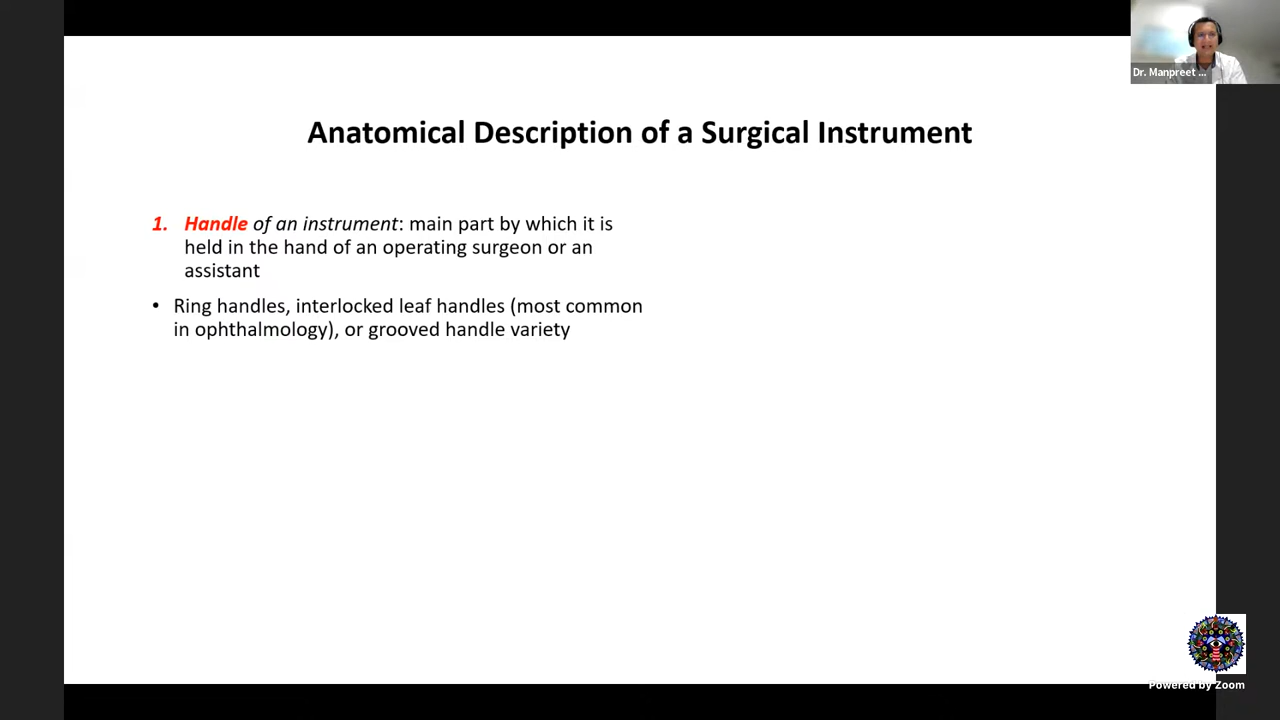 Dr. Manpreet ...
Anatomical Description of a Surgical Instrument
1. Handle of an instrument: main part by which it is
held in the hand of an operating surgeon or an
assistant
• Ring handles, interlocked leaf handles (most common
in ophthalmology), or grooved handle variety
Powered by Zoom